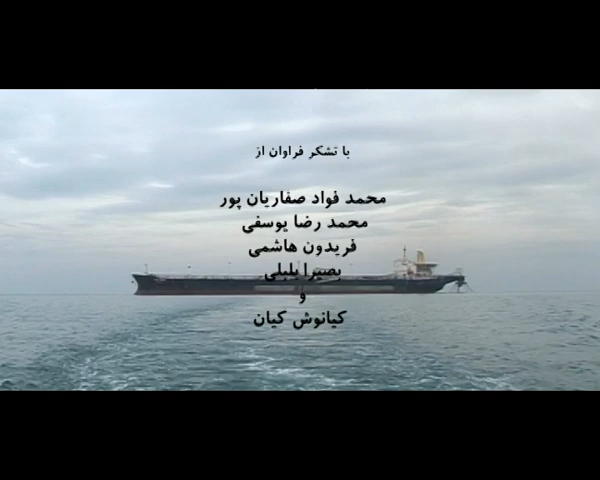 با تشکر فراوان از
محمد فواد صفاریان پور
محمد رضا یوسفی
فریدون هاشمی
بصیرا بلبلی
و
کیانوش کیان